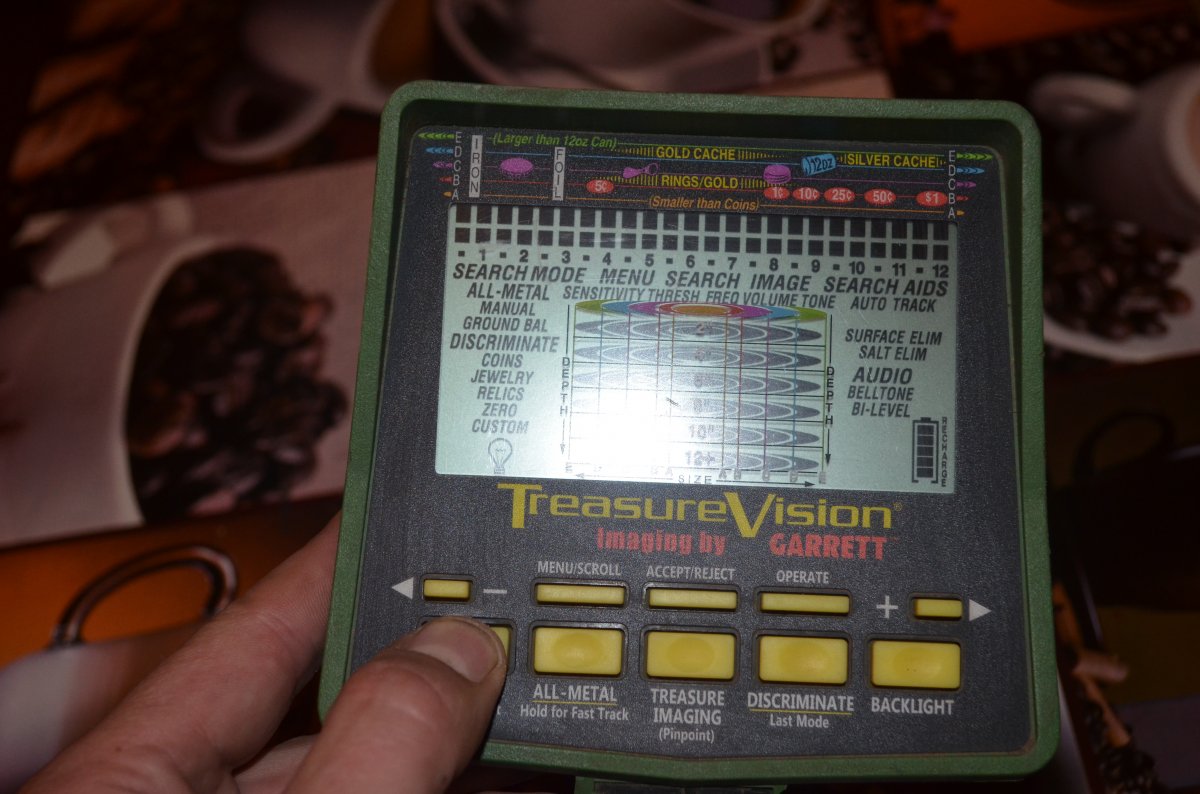 E (Larger than 12oz Can) GOLD CACHE 12oz SILVER CACHE E
D D
C C
B 5¢ RINGS/GOLD 1¢ 10¢ 25¢ 50¢ $1 B
A (Smaller than Coins) A
IRON
FOIL
1 2 3 4 5 6 7 8 9 10 11 12
SEARCH MODE MENU SEARCH IMAGE SEARCH AIDS
ALL-METAL SENSITIVITY THRESH FREQ VOLUME TONE AUTO TRACK
MANUAL
GROUND BAL SURFACE ELIM
DISCRIMINATE SALT ELIM
COINS AUDIO
JEWELRY BELLTONE
RELICS BI-LEVEL
ZERO
CUSTOM
DEPTH
DEPTH
10"
12+
SIZE
RECHARGE
TreasureVision®
Imaging by GARRETT™
MENU/SCROLL ACCEPT/REJECT OPERATE
− +
ALL-METAL TREASURE DISCRIMINATE BACKLIGHT
Hold for Fast Track IMAGING Last Mode
(Pinpoint)